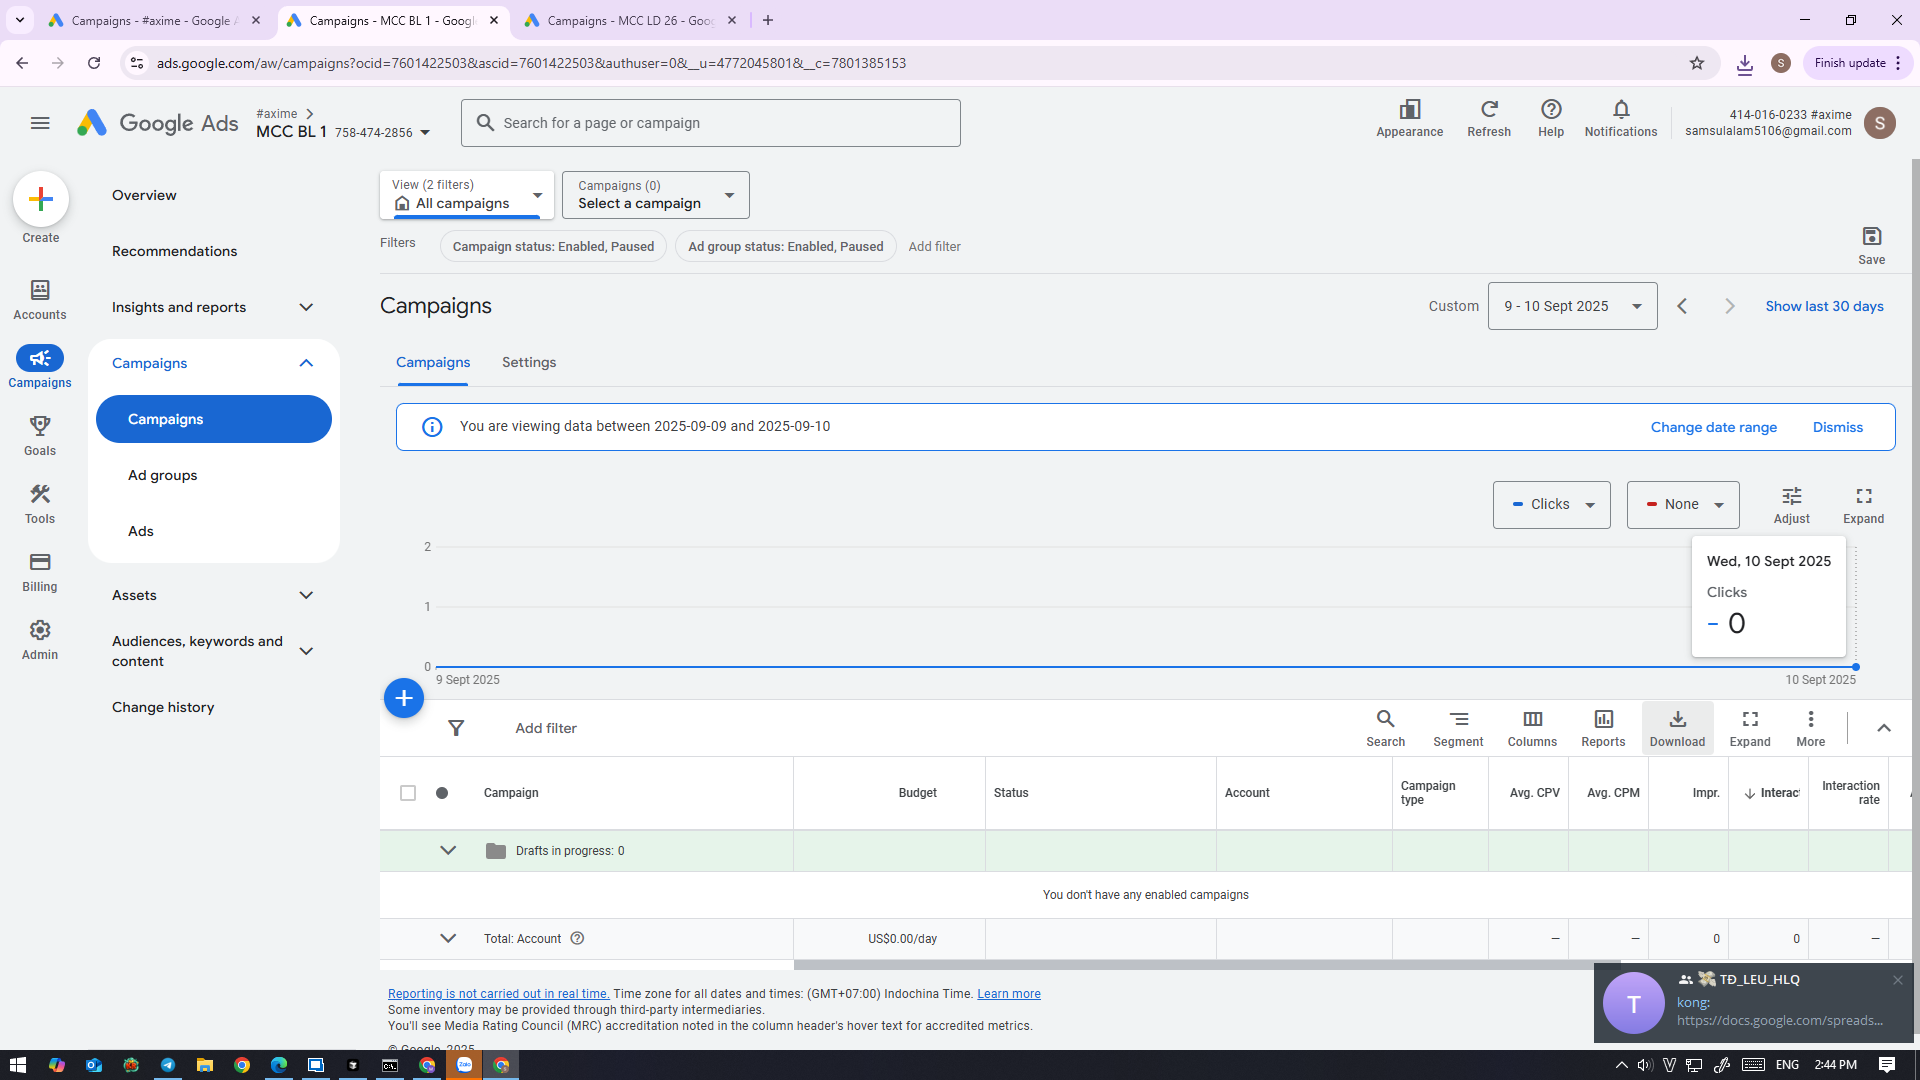 Campaigns - #axime - Google A
Campaigns - MCC BL 1 - Googl
Campaigns - MCC LD 26 - Goo
ads.google.com/aw/campaigns?ocid=7601422503&ascid=7601422503&authuser=0&__u=4772045801&__c=7801385153
S
Finish update
Google Ads
#axime
MCC BL 1 758-474-2856
Search for a page or campaign
Appearance
Refresh
Help
Notifications
414-016-0233 #axime
samsulalam5106@gmail.com
S
Create
Accounts
Campaigns
Goals
Tools
Billing
Admin
Overview
Recommendations
Insights and reports
Campaigns
Campaigns
Ad groups
Ads
Assets
Audiences, keywords and
content
Change history
View (2 filters)
All campaigns
Campaigns (0)
Select a campaign
Filters
Campaign status: Enabled, Paused
Ad group status: Enabled, Paused
Add filter
Save
Campaigns
Custom
9 - 10 Sept 2025
Show last 30 days
Campaigns
Settings
You are viewing data between 2025-09-09 and 2025-09-10
Change date range
Dismiss
Clicks
None
Adjust
Expand
2
1
0
9 Sept 2025
10 Sept 2025
Wed, 10 Sept 2025
Clicks
0
Add filter
Search
Segment
Columns
Reports
Download
Expand
More
Campaign
Budget
Status
Account
Campaign
type
Avg. CPV
Avg. CPM
Impr.
Interac
Interaction
rate
Drafts in progress: 0
You don't have any enabled campaigns
Total: Account
US$0.00/day
—
—
0
0
—
Reporting is not carried out in real time. Time zone for all dates and times: (GMT+07:00) Indochina Time. Learn more
Some inventory may be provided through third-party intermediaries.
You'll see Media Rating Council (MRC) accreditation noted in the column header's hover text for accredited metrics.
© Google, 2025
T
TĐ_LEU_HLQ
kong:
https://docs.google.com/spreads...
Zalo
ENG
2:44 PM